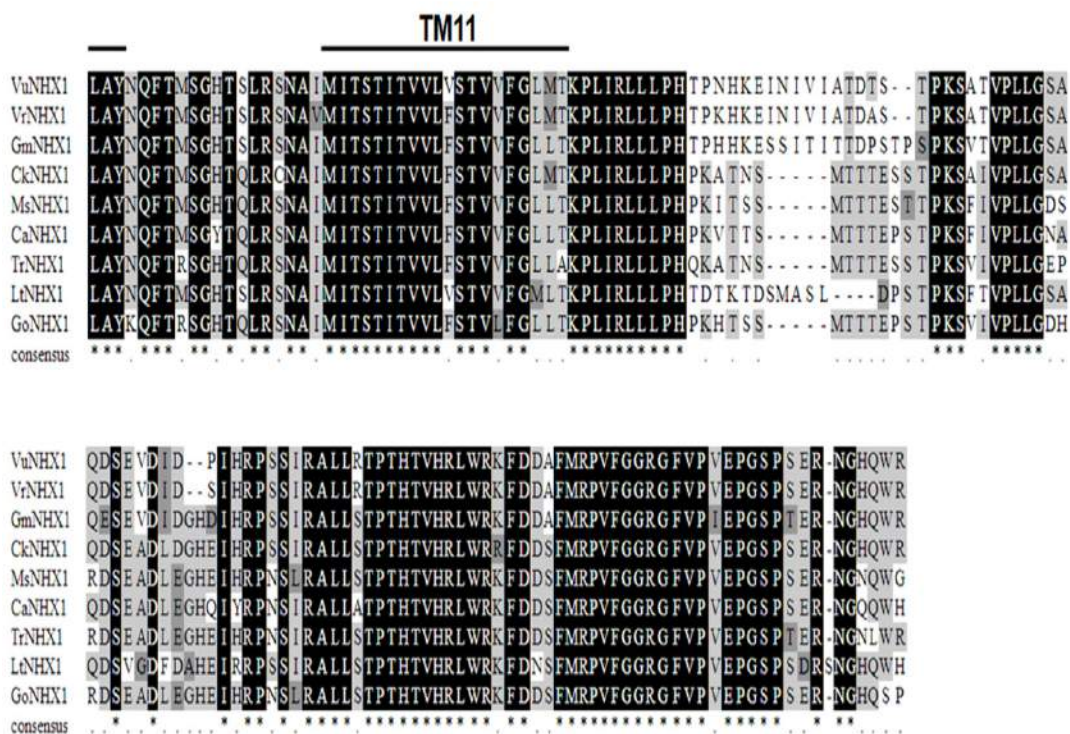 TM11
VuNHX1 LAYNQFTMSGHTSLRSNAIMITSTITVVLVSTVVFGLMTKPLIRLLLPHTPNHKEINIVIATDTS--TPKSATVPLLGSA
VrNHX1 LAYNQFTMSGHTSLRSNAVMITSTITVVLFSTVVFGLMTKPLIRLLLPHTPKHKEINIVIATDAS--TPKSATVPLLGSA
GmNHX1 LAYNQFTMSGHTSLRSNAIMITSTITVVLFSTVVFGLLTKPLIRLLLPHTPHHKESSITITTDPSTPSPKSVTVPLLGSA
CkNHX1 LAYNQFTMSGHTQLRCNAIMITSTITVVLFSTVVFGLMTKPLIRLLLPHPKATNS-----MTTTESSTPKSAIVPLLGSA
MsNHX1 LAYNQFTMSGHTQLRSNAIMITSTITVVLFSTVVFGLLTKPLIRLLLPHPKITSS-----MTTTESTTPKSFIVPLLGDS
CaNHX1 LAYNQFTMSGYTQLRSNAIMITSTITVVLFSTVVFGLLTKPLIRLLLPHPKVTTS-----MTTTEPSTPKSFIVPLLGNA
TrNHX1 LAYNQFTRSGHTQLRSNAIMITSTITVVLFSTVVFGLLAKPLIRLLLPHQKATNS-----MTTTESSTPKSVIVPLLGEP
LtNHX1 LAYNQFTMSGHTQLRSNAIMITSTITVVLVSTVVFGMLTKPLIRLLLPHTDTKTDSMASL----DPSTPKSFTVPLLGSA
GoNHX1 LAYKQFTRSGHTQLRSNAIMITSTITVVLFSTVLFGLLTKPLIRLLLPHPKHTSS-----MTTTEPSTPKSVIVPLLGDH
consensus
VuNHX1 QDSEVDID--PIHRPSSIRALLRTPTHTVHRLWRKFDDAFMRPVFGGRGFVPVEPGSPSER-NGHQWR
VrNHX1 QDSEVDID--SIHRPSSIRALLRTPTHTVHRLWRKFDDAFMRPVFGGRGFVPVEPGSPSER-NGHQWR
GmNHX1 QESEVDIDGHDIHRPSSIRALLSTPTHTVHRLWRKFDDAFMRPVFGGRGFVPIEPGSPTER-NGHQWR
CkNHX1 QDSEADLDGHEIHRPSSIRALLSTPTHTVHRLWRRFDDSFMRPVFGGRGFVPVEPGSPSER-NGHQWR
MsNHX1 RDSEADLEGHEIHRPNSLRALLSTPTHTVHRLWRKFDDSFMRPVFGGRGFVPVEPGSPSER-NGNQWG
CaNHX1 QDSEADLEGHQIYRPNSIRALLATPTHTVHRLWRKFDDSFMRPVFGGRGFVPVEPGSPSER-NGQQWH
TrNHX1 RDSEADLEGHEIHRPNSIRALLSTPTHTVHRLWRKFDDSFMRPVFGGRGFVPVEPGSPTER-NGNLWR
LtNHX1 QDSVGDFDAHEIRRPSSIRALLSTPTHTVHRLWRKFDNSFMRPVFGGRGFVPVEPGSPSDRSNGHQWH
GoNHX1 RDSEADLEGHEIHRPNSLRALLSTPTHTVHRLWRKFDDSFMRPVFGGRGFVPVEPGSPSER-NGHQSP
consensus